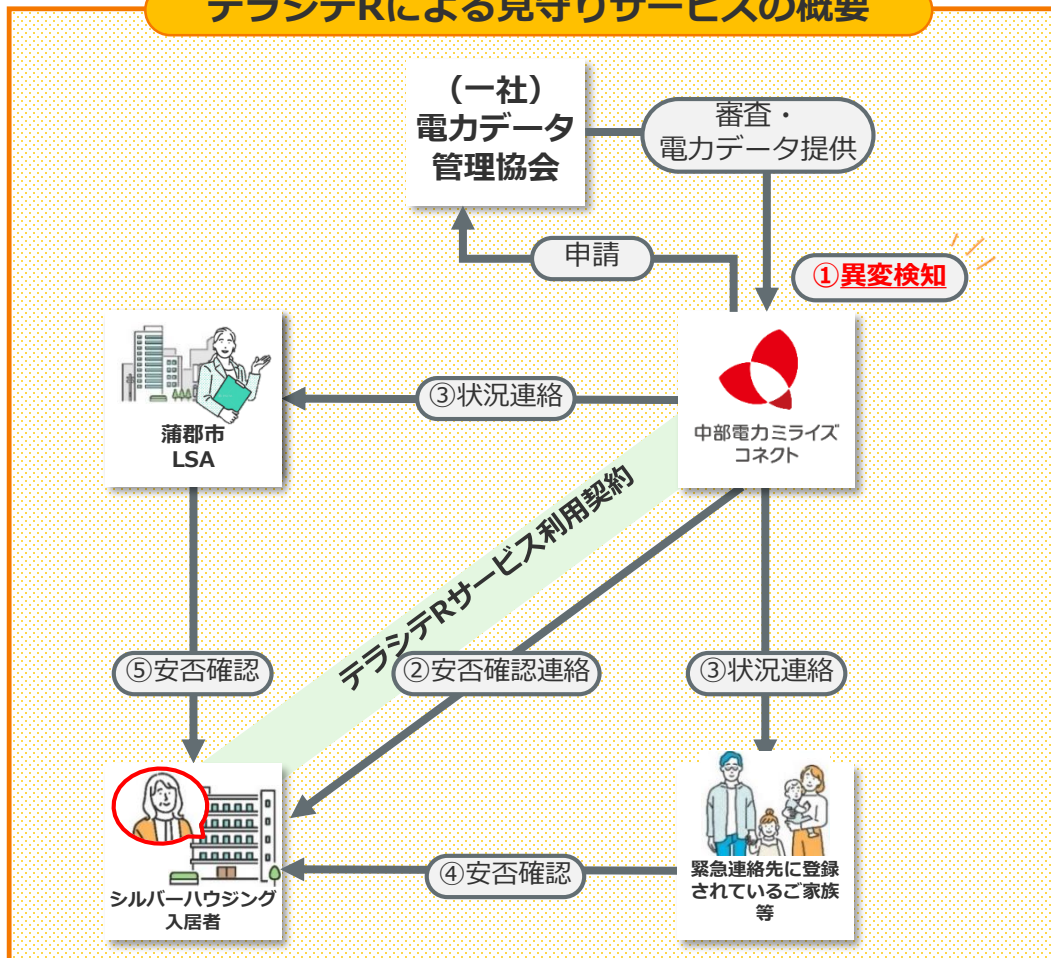 テラシテRによる見守りサービスの概要
（一社）
電力データ
管理協会
審査・
電力データ提供
申請
①異変検知
蒲郡市
LSA
③状況連絡
中部電力ミライズ
コネクト
テラシテRサービス利用契約
⑤安否確認
②安否確認連絡
③状況連絡
シルバーハウジング
入居者
④安否確認
緊急連絡先に登録
されているご家族
等